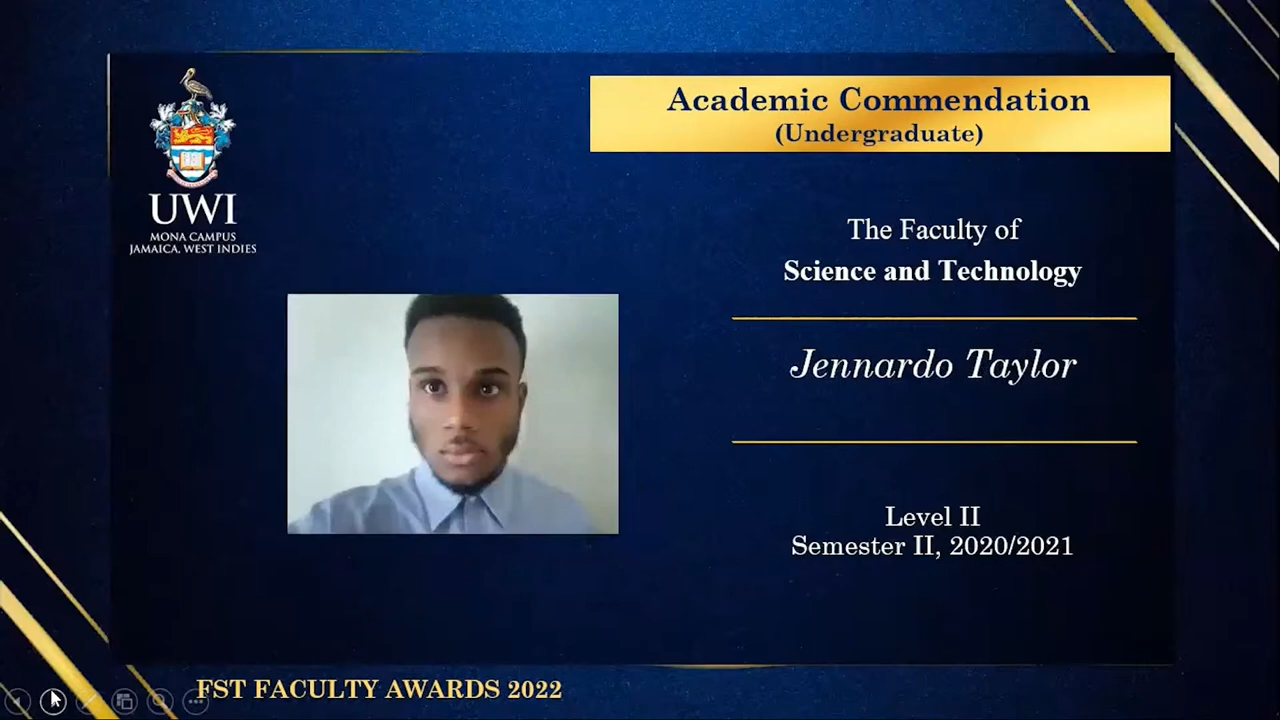 UWI
MONA CAMPUS
JAMAICA, WEST INDIES
Academic Commendation
(Undergraduate)
The Faculty of
Science and Technology
Jennardo Taylor
Level II
Semester II, 2020/2021
FST FACULTY AWARDS 2022